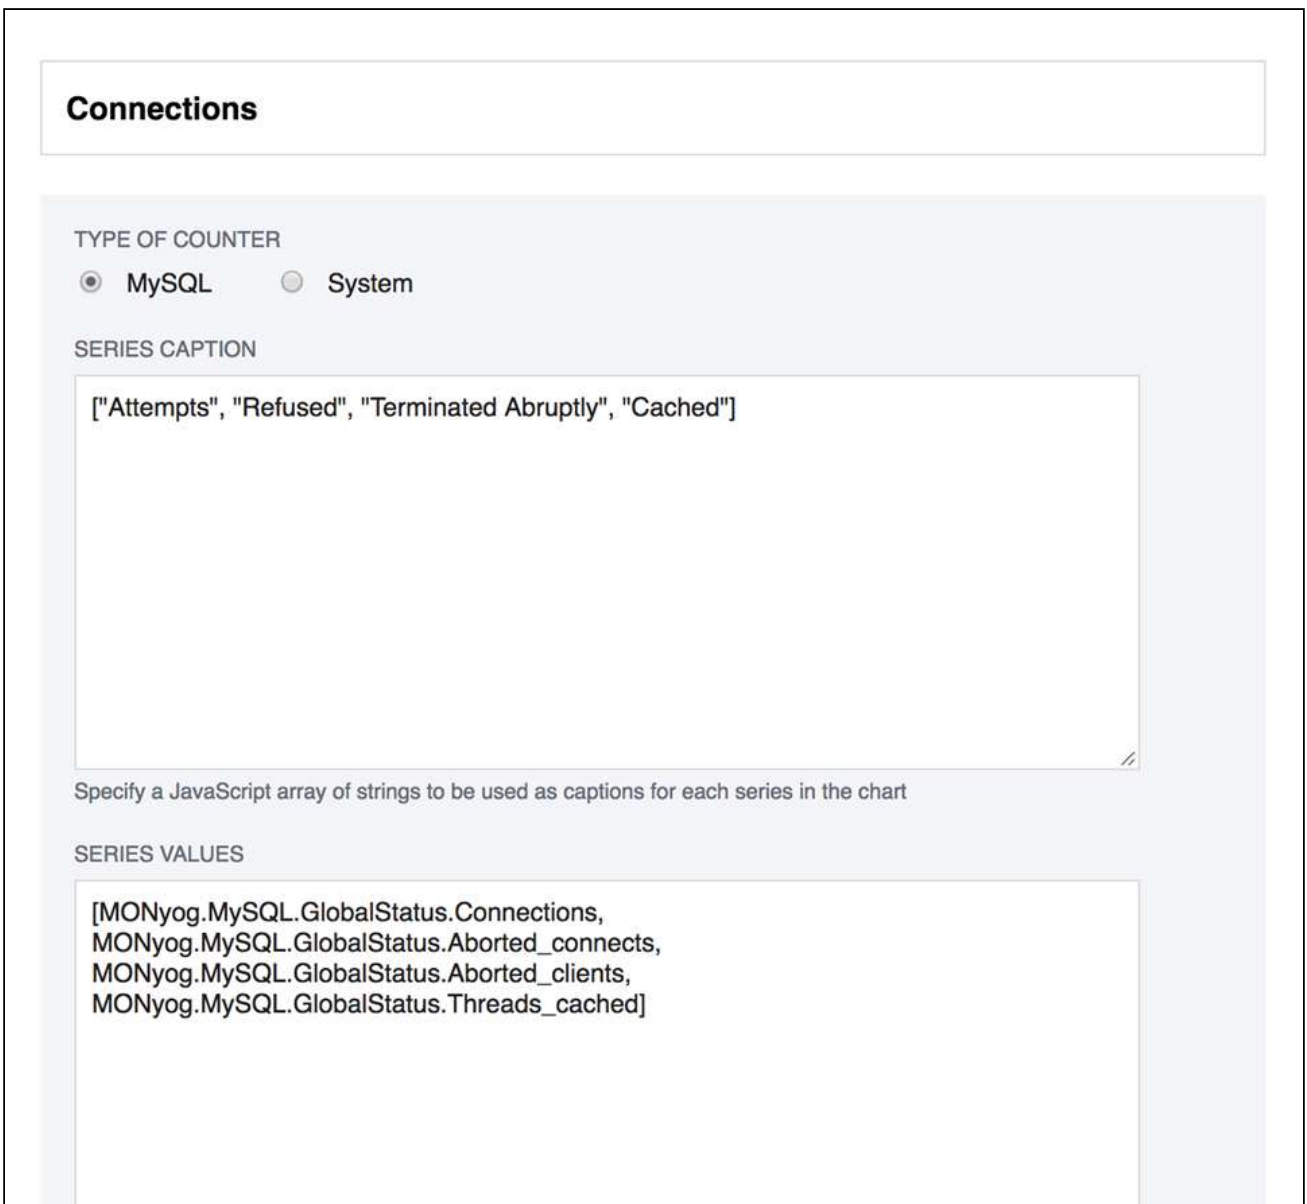 Connections
TYPE OF COUNTER
MySQL System
SERIES CAPTION
["Attempts", "Refused", "Terminated Abruptly", "Cached"]
Specify a JavaScript array of strings to be used as captions for each series in the chart
SERIES VALUES
[MONyog.MySQL.GlobalStatus.Connections,
MONyog.MySQL.GlobalStatus.Aborted_connects,
MONyog.MySQL.GlobalStatus.Aborted_clients,
MONyog.MySQL.GlobalStatus.Threads_cached]